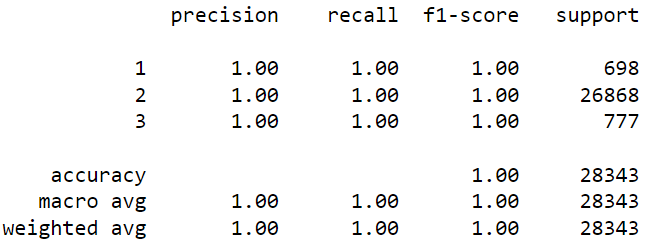 precision recall f1-score support
1 1.00 1.00 1.00 698
2 1.00 1.00 1.00 26868
3 1.00 1.00 1.00 777
accuracy 1.00 28343
macro avg 1.00 1.00 1.00 28343
weighted avg 1.00 1.00 1.00 28343